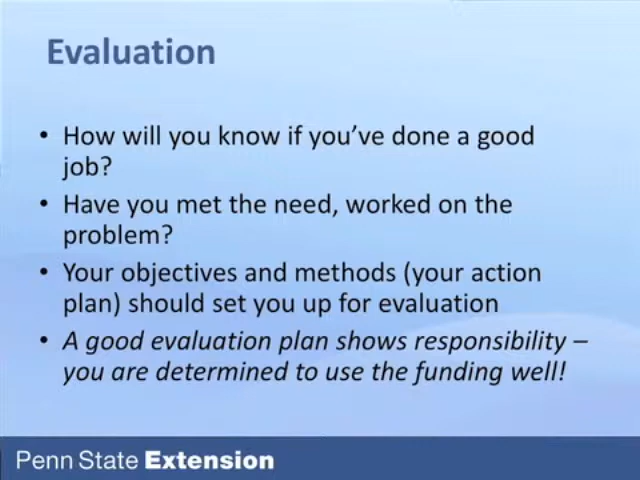 Evaluation
• How will you know if you’ve done a good
job?
• Have you met the need, worked on the
problem?
• Your objectives and methods (your action
plan) should set you up for evaluation
• A good evaluation plan shows responsibility –
you are determined to use the funding well!
Penn State Extension